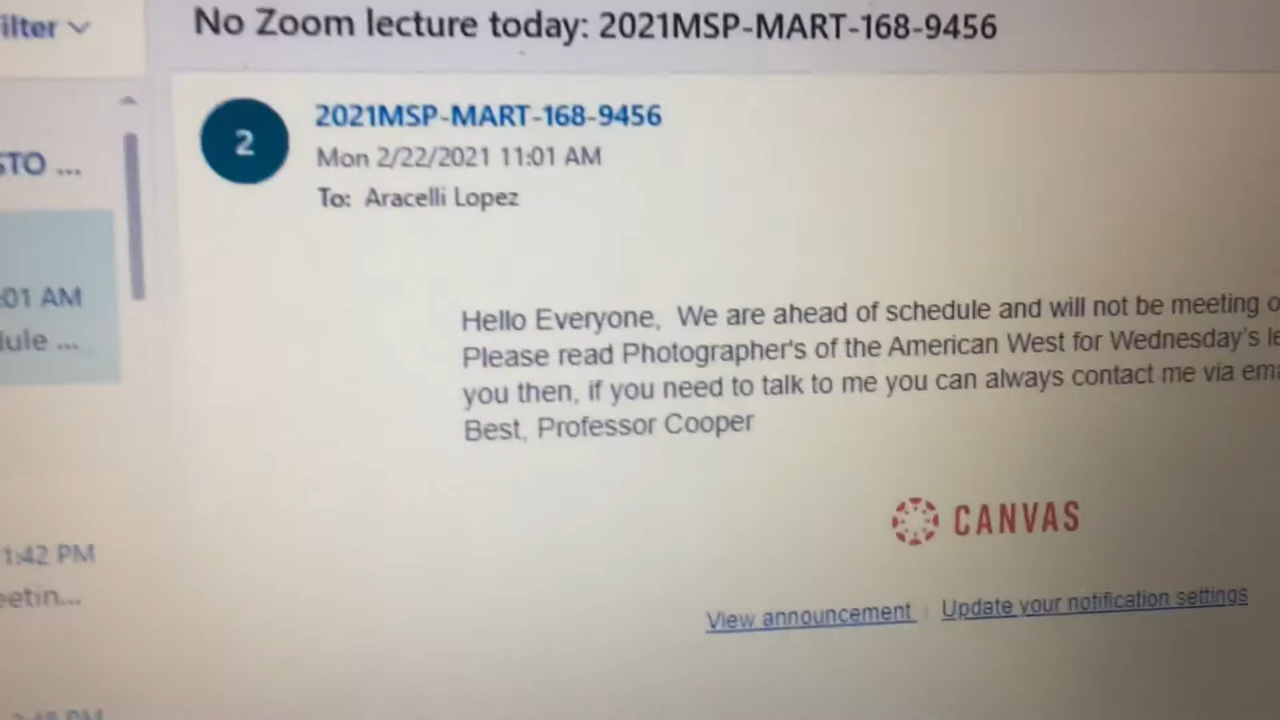 No Zoom lecture today: 2021MSP-MART-168-9456
2
2021MSP-MART-168-9456
Mon 2/22/2021 11:01 AM
To: Aracelli Lopez
STO ...
:01 AM
dule ...
Hello Everyone, We are ahead of schedule and will not be meeting
Please read Photographer's of the American West for Wednesday's
you then, if you need to talk to me you can always contact me via
Best, Professor Cooper
CANVAS
1:42 PM
eetin...
View announcement | Update your notification settings